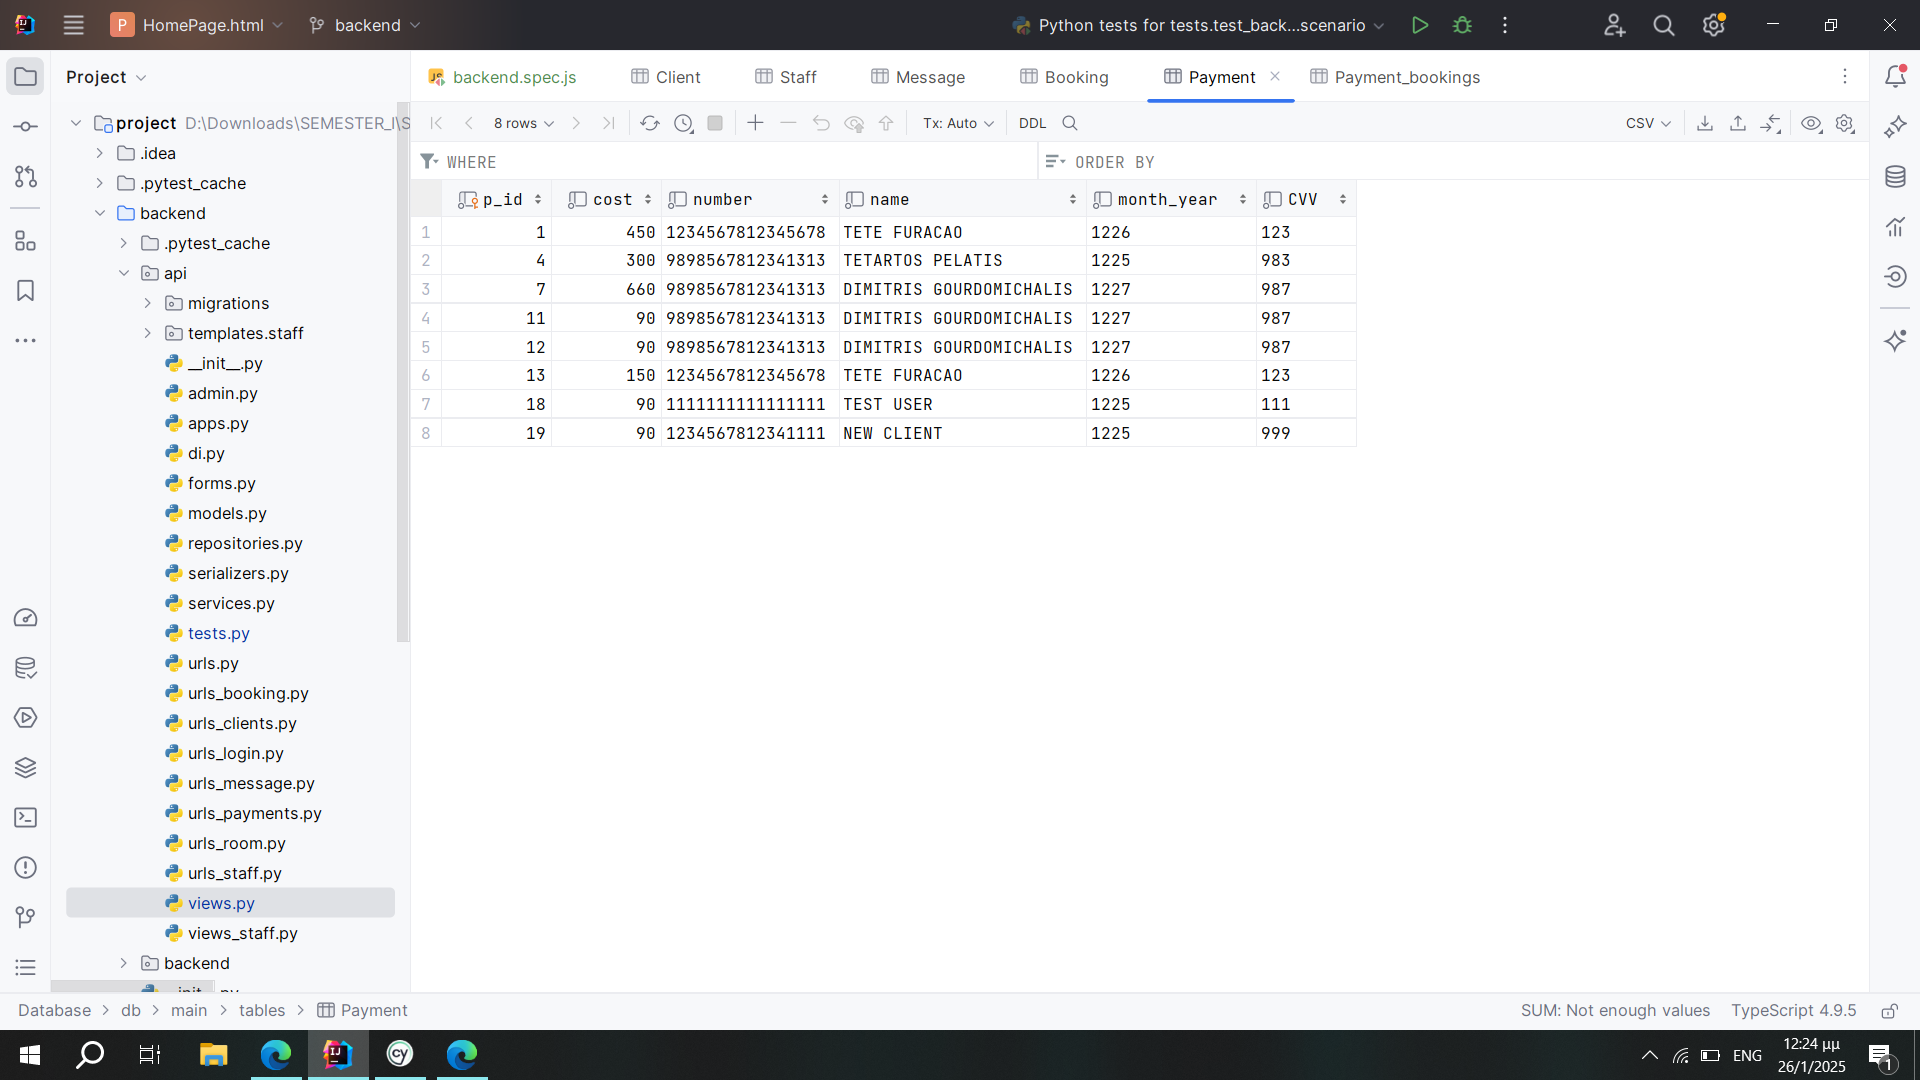 P HomePage.html backend Python tests for tests.test_back...scenario
Project
backend.spec.js Client Staff Message Booking Payment Payment_bookings
8 rows Tx: Auto DDL CSV
WHERE ORDER BY
project D:\Downloads\SEMESTER_I\S
.idea
.pytest_cache
backend
.pytest_cache
api
migrations
templates.staff
__init__.py
admin.py
apps.py
di.py
forms.py
models.py
repositories.py
serializers.py
services.py
tests.py
urls.py
urls_booking.py
urls_clients.py
urls_login.py
urls_message.py
urls_payments.py
urls_room.py
urls_staff.py
views.py
views_staff.py
backend
p_id cost number name month_year CVV
1 1 450 1234567812345678 TETE FURACAO 1226 123
2 4 300 9898567812341313 TETARTOS PELATIS 1225 983
3 7 660 9898567812341313 DIMITRIS GOURDOMICHALIS 1227 987
4 11 90 9898567812341313 DIMITRIS GOURDOMICHALIS 1227 987
5 12 90 9898567812341313 DIMITRIS GOURDOMICHALIS 1227 987
6 13 150 1234567812345678 TETE FURACAO 1226 123
7 18 90 1111111111111111 TEST USER 1225 111
8 19 90 1234567812341111 NEW CLIENT 1225 999
Database db main tables Payment SUM: Not enough values TypeScript 4.9.5
cy ENG 12:24 μμ
26/1/2025
1